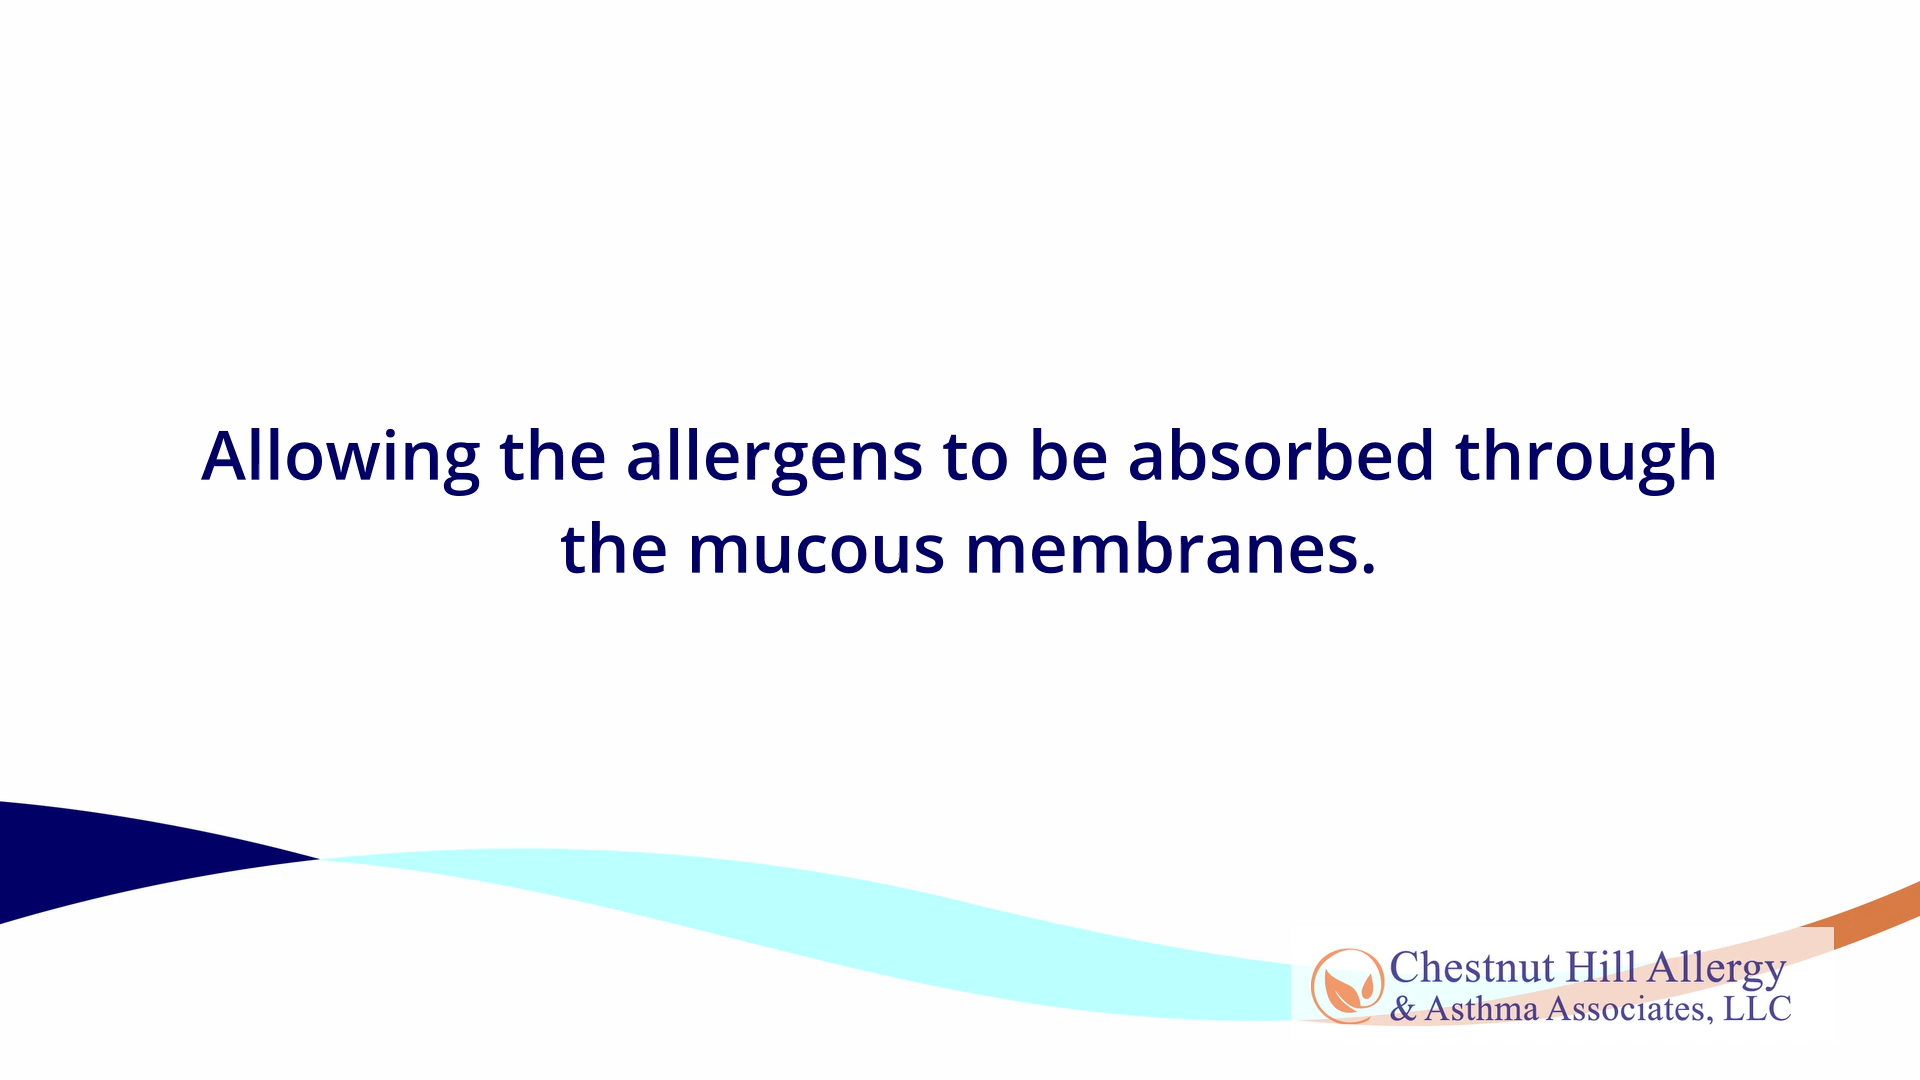 Allowing the allergens to be absorbed through
the mucous membranes.
Chestnut Hill Allergy
& Asthma Associates, LLC